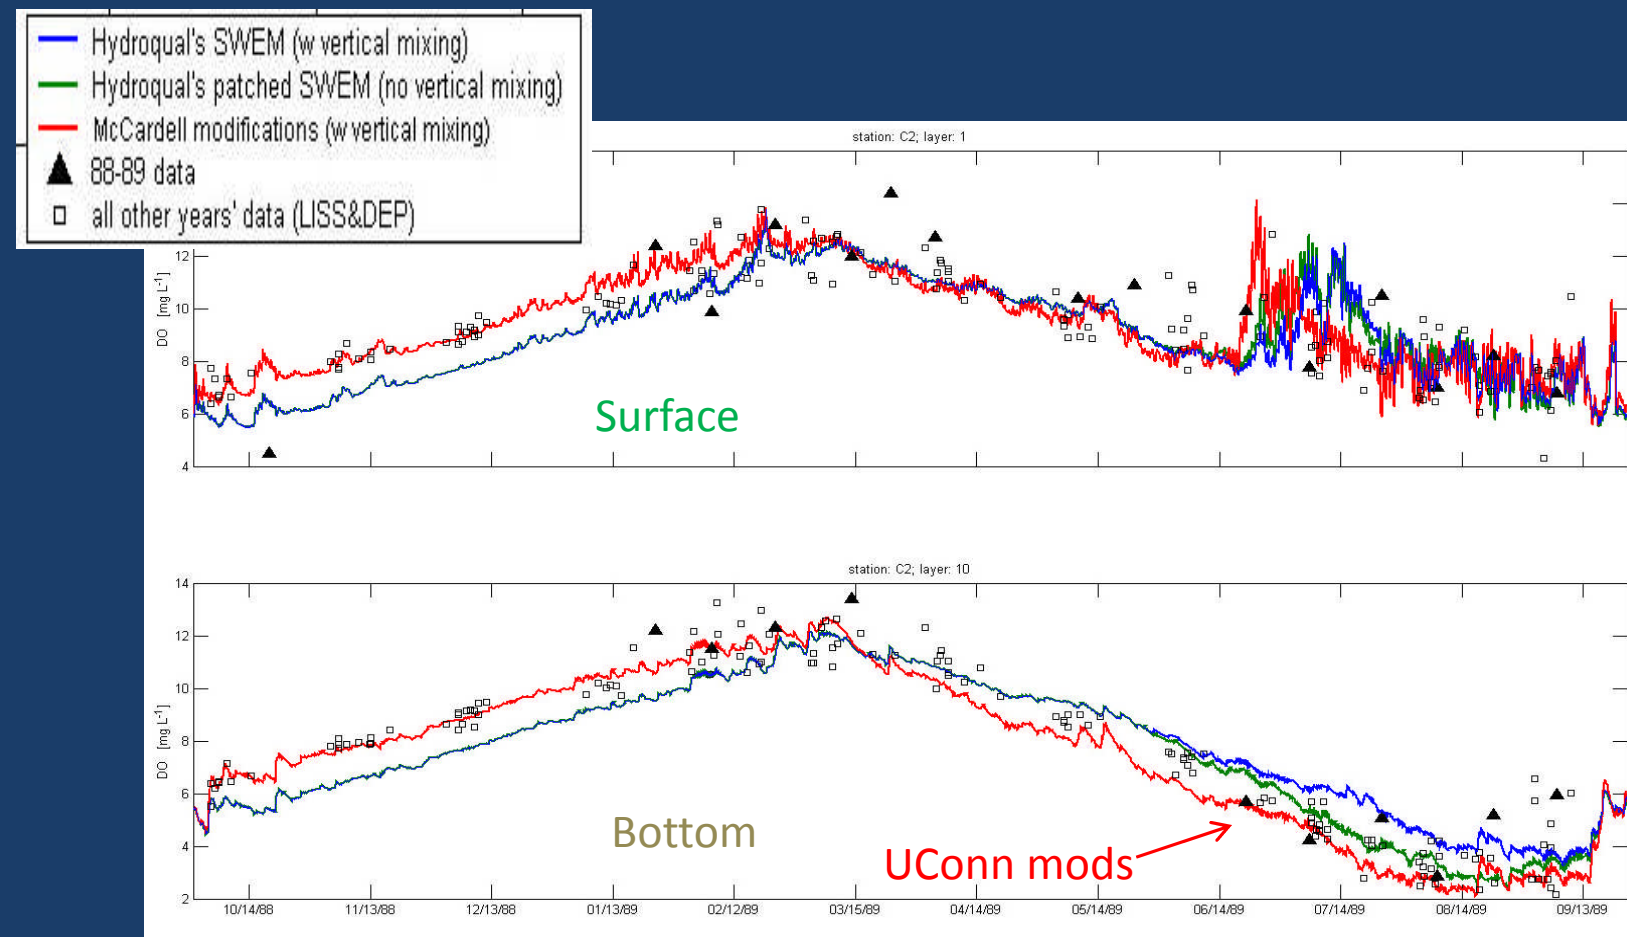 Hydroqual's SWEM (w vertical mixing)
Hydroqual's patched SWEM (no vertical mixing)
McCardell modifications (w vertical mixing)
88-89 data
all other years' data (LISS&DEP)
station: C2; layer: 1
DO [mg L-1]
12
10
8
6
4
Surface
station: C2; layer: 10
DO [mg L-1]
14
12
10
8
6
4
2
Bottom
UConn mods
10/14/88 11/13/88 12/13/88 01/13/89 02/12/89 03/15/89 04/14/89 05/14/89 06/14/89 07/14/89 08/14/89 09/13/89